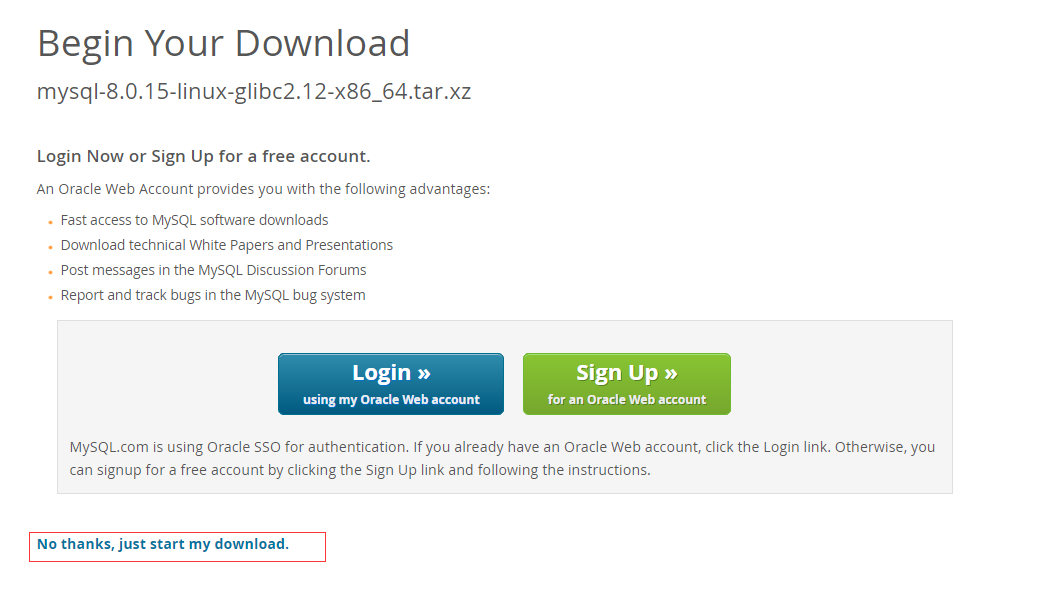 Begin Your Download
mysql-8.0.15-linux-glibc2.12-x86_64.tar.xz
Login Now or Sign Up for a free account.
An Oracle Web Account provides you with the following advantages:
Fast access to MySQL software downloads
Download technical White Papers and Presentations
Post messages in the MySQL Discussion Forums
Report and track bugs in the MySQL bug system
Login »
using my Oracle Web account
Sign Up »
for an Oracle Web account
MySQL.com is using Oracle SSO for authentication. If you already have an Oracle Web account, click the Login link. Otherwise, you
can signup for a free account by clicking the Sign Up link and following the instructions.
No thanks, just start my download.